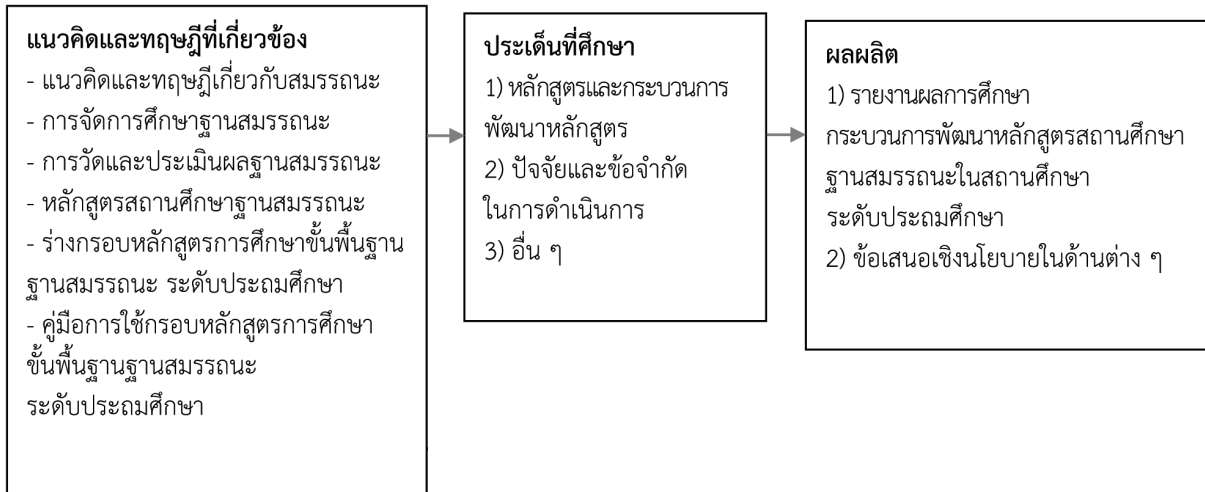 แนวคิดและทฤษฎีที่เกี่ยวข้อง
- แนวคิดและทฤษฎีเกี่ยวกับสมรรถนะ
- การจัดการศึกษาฐานสมรรถนะ
- การวัดและประเมินผลฐานสมรรถนะ
- หลักสูตรสถานศึกษาฐานสมรรถนะ
- ร่างกรอบหลักสูตรการศึกษาขั้นพื้นฐาน
ฐานสมรรถนะ ระดับประถมศึกษา
- คู่มือการใช้กรอบหลักสูตรการศึกษา
ขั้นพื้นฐานฐานสมรรถนะ
ระดับประถมศึกษา
ประเด็นที่ศึกษา
1) หลักสูตรและกระบวนการ
พัฒนาหลักสูตร
2) ปัจจัยและข้อจำกัด
ในการดำเนินการ
3) อื่น ๆ
ผลผลิต
1) รายงานผลการศึกษา
กระบวนการพัฒนาหลักสูตรสถานศึกษา
ฐานสมรรถนะในสถานศึกษา
ระดับประถมศึกษา
2) ข้อเสนอเชิงนโยบายในด้านต่าง ๆ